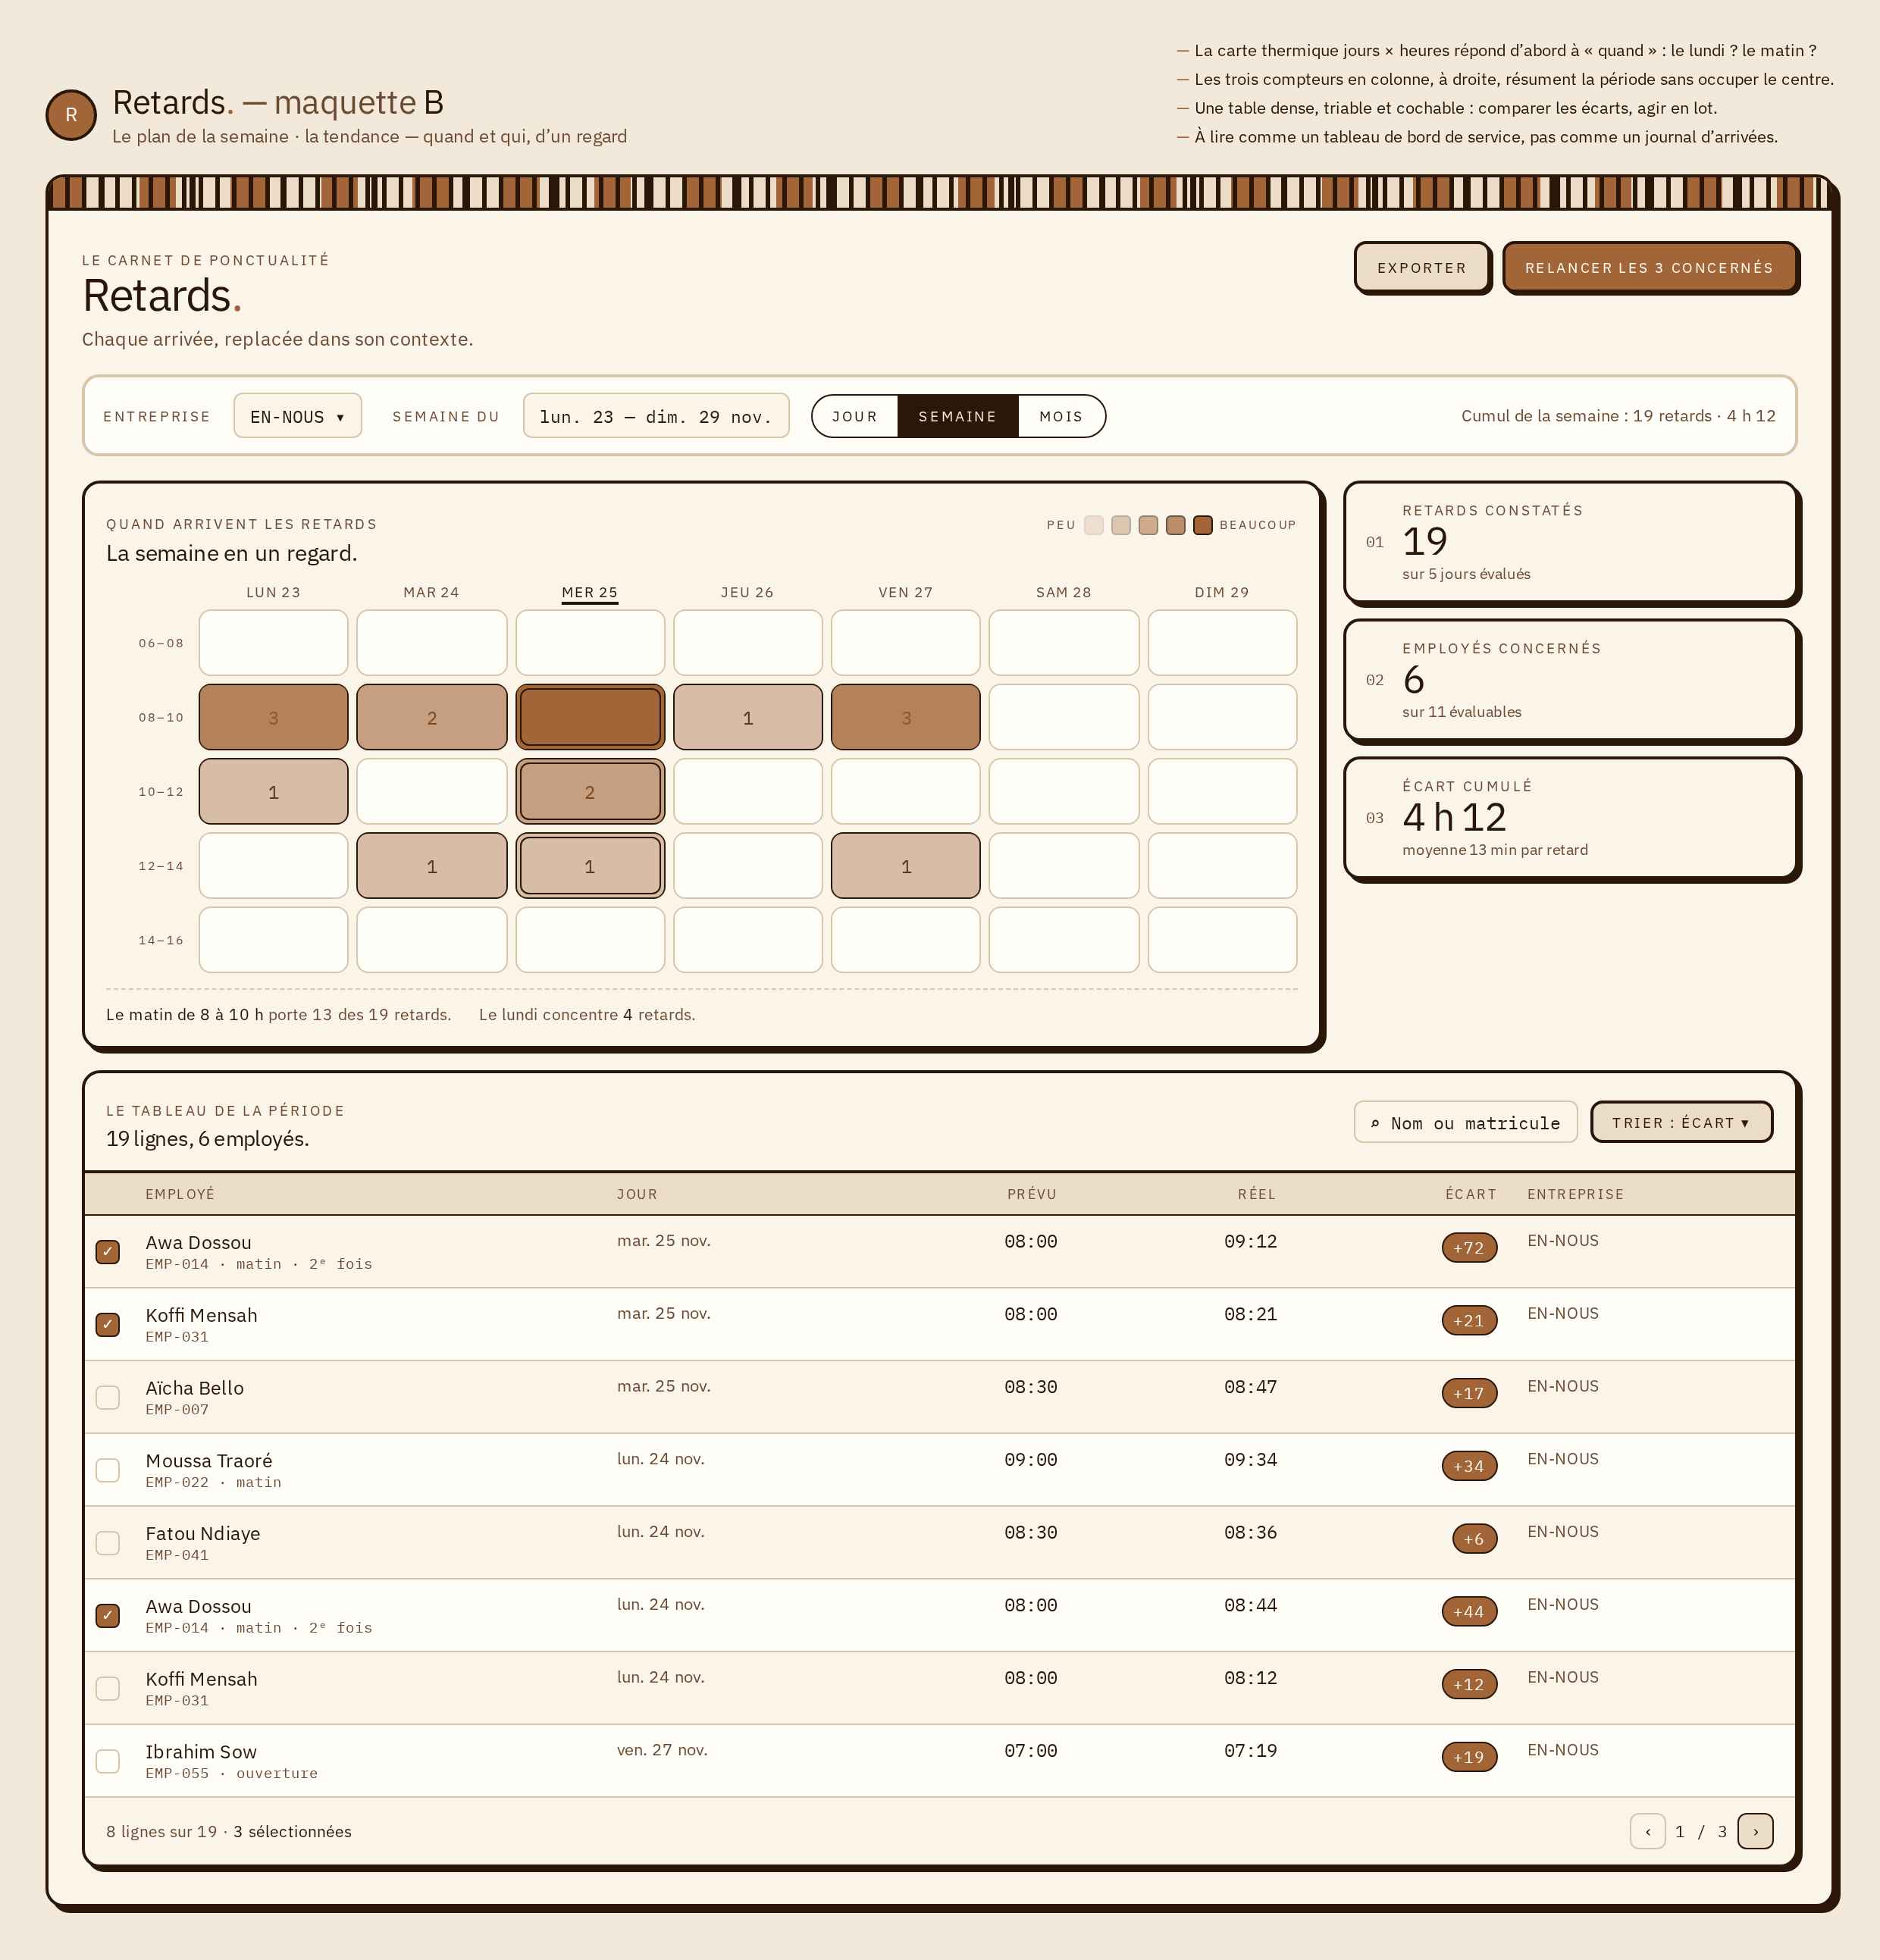 — La carte thermique jours × heures répond d’abord à « quand » : le lundi ? le matin ?
— Les trois compteurs en colonne, à droite, résument la période sans occuper le centre.
— Une table dense, triable et cochable : comparer les écarts, agir en lot.
— À lire comme un tableau de bord de service, pas comme un journal d’arrivées.
R
Retards. — maquette B
Le plan de la semaine · la tendance — quand et qui, d’un regard
LE CARNET DE PONCTUALITÉ
Retards.
Chaque arrivée, replacée dans son contexte.
EXPORTER
RELANCER LES 3 CONCERNÉS
ENTREPRISE EN-NOUS ▾ SEMAINE DU lun. 23 — dim. 29 nov. JOUR SEMAINE MOIS Cumul de la semaine : 19 retards · 4 h 12
QUAND ARRIVENT LES RETARDS
La semaine en un regard.
PEU BEAUCOUP
LUN 23 MAR 24 MER 25 JEU 26 VEN 27 SAM 28 DIM 29
06–08
08–10 3 2 1 3
10–12 1 2
12–14 1 1 1
14–16
Le matin de 8 à 10 h porte 13 des 19 retards. Le lundi concentre 4 retards.
01
RETARDS CONSTATÉS
19
sur 5 jours évalués
02
EMPLOYÉS CONCERNÉS
6
sur 11 évaluables
03
ÉCART CUMULÉ
4 h 12
moyenne 13 min par retard
LE TABLEAU DE LA PÉRIODE
19 lignes, 6 employés.
⌕ Nom ou matricule
TRIER : ÉCART ▾
EMPLOYÉ JOUR PRÉVU RÉEL ÉCART ENTREPRISE
✓ Awa Dossou mar. 25 nov. 08:00 09:12 +72 EN-NOUS
EMP-014 · matin · 2ᵉ fois
✓ Koffi Mensah mar. 25 nov. 08:00 08:21 +21 EN-NOUS
EMP-031
Aïcha Bello mar. 25 nov. 08:30 08:47 +17 EN-NOUS
EMP-007
Moussa Traoré lun. 24 nov. 09:00 09:34 +34 EN-NOUS
EMP-022 · matin
Fatou Ndiaye lun. 24 nov. 08:30 08:36 +6 EN-NOUS
EMP-041
✓ Awa Dossou lun. 24 nov. 08:00 08:44 +44 EN-NOUS
EMP-014 · matin · 2ᵉ fois
Koffi Mensah lun. 24 nov. 08:00 08:12 +12 EN-NOUS
EMP-031
Ibrahim Sow ven. 27 nov. 07:00 07:19 +19 EN-NOUS
EMP-055 · ouverture
8 lignes sur 19 · 3 sélectionnées
‹ 1 / 3 ›